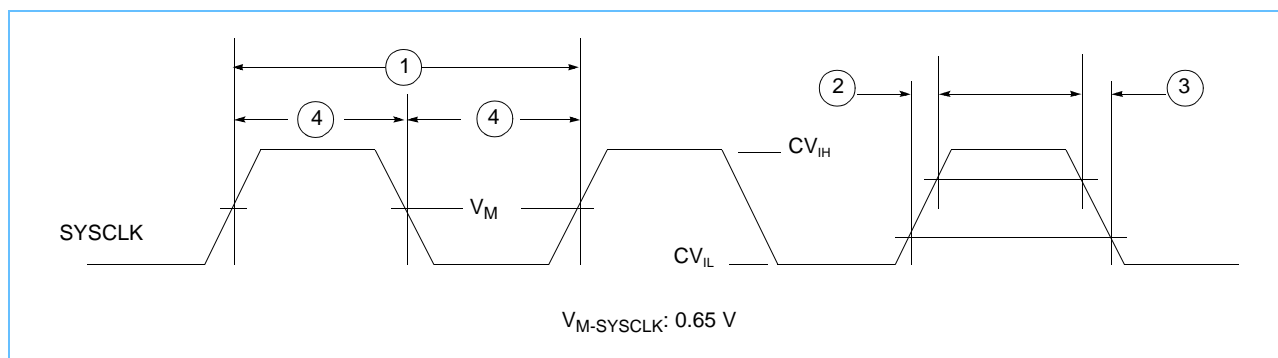 1
2
3
4
4
CV_IH
V_M
SYSCLK
CV_IL
V_M-SYSCLK: 0.65 V